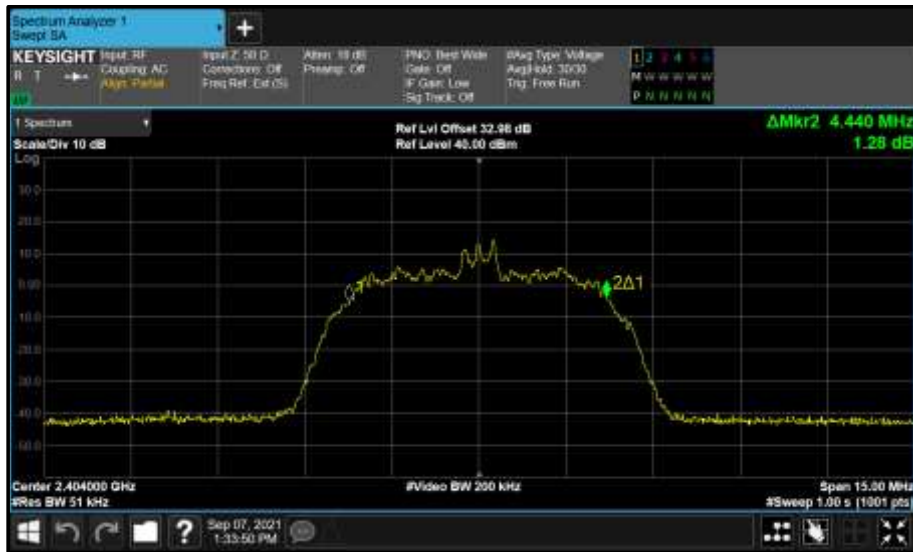 Spectrum Analyzer 1
Swept SA
+
KEYSIGHT
R T
Input: RF
Coupling: AC
Align: Partial
Input Z: 50 Ω
Corrections: Off
Freq Ref: Ext (S)
Atten: 10 dB
Preamp: Off
PNO: Best Wide
Gate: Off
IF Gain: Low
Sig Track: Off
#Avg Type: Voltage
Avg|Hold: 30/30
Trig: Free Run
1 2 3 4 5 6
M W W W W W
P N N N N N
1 Spectrum
Scale/Div 10 dB
Ref Lvl Offset 32.98 dB
Ref Level 40.00 dBm
ΔMkr2 4.440 MHz
1.28 dB
Log
30.0
20.0
10.0
0.00
2Δ1
-10.0
-20.0
-30.0
-40.0
-50.0
Center 2.404000 GHz
#Video BW 200 kHz
Span 15.00 MHz
#Res BW 51 kHz
#Sweep 1.00 s (1001 pts)
?
Sep 07, 2021
1:33:50 PM